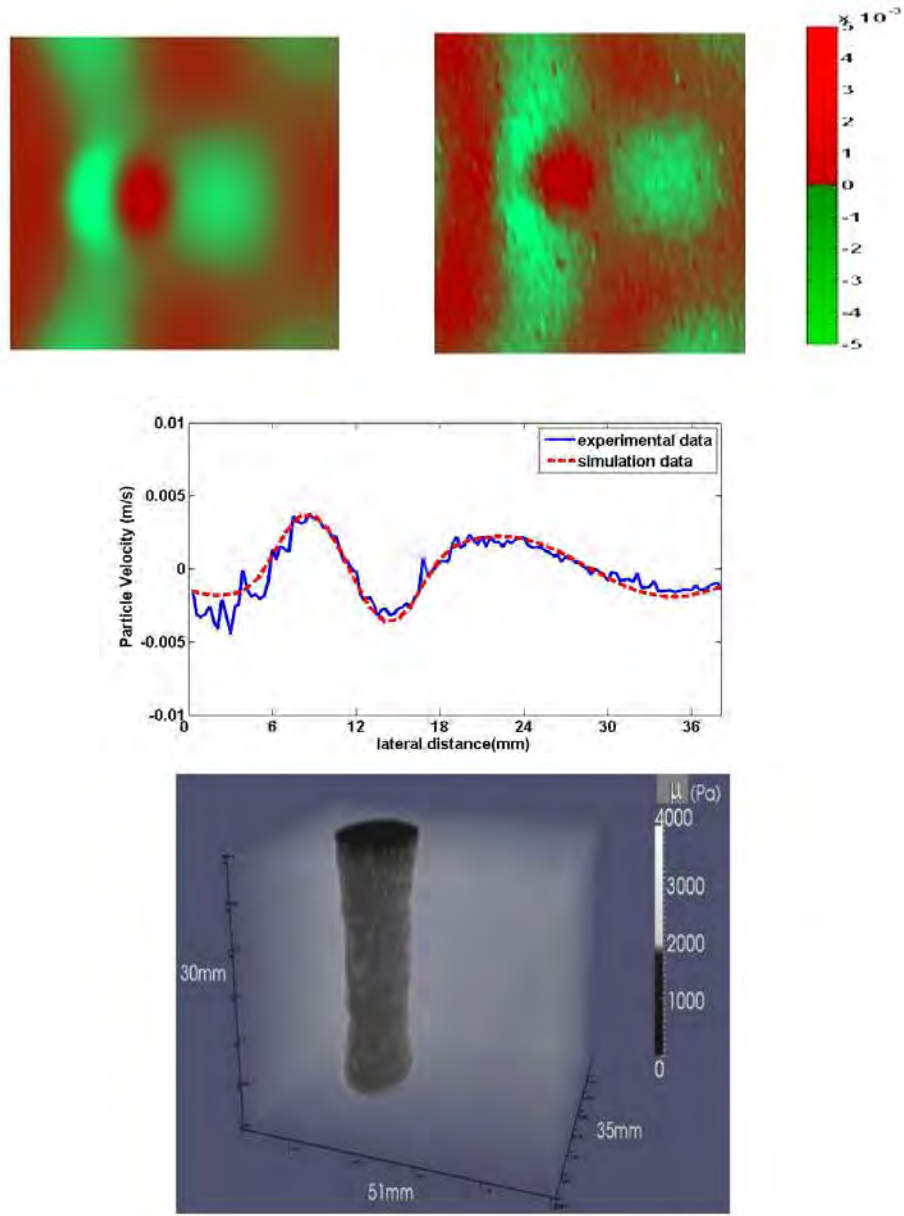 × 10⁻³
5
4
3
2
1
0
-1
-2
-3
-4
-5
0.01
0.005
0
-0.005
-0.01
Particle Velocity (m/s)
experimental data
simulation data
0 6 12 18 24 30 36
lateral distance(mm)
μ (Pa)
4000
3000
2000
1000
0
30mm
35mm
51mm